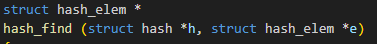 struct hash_elem *
hash_find (struct hash *h, struct hash_elem *e)